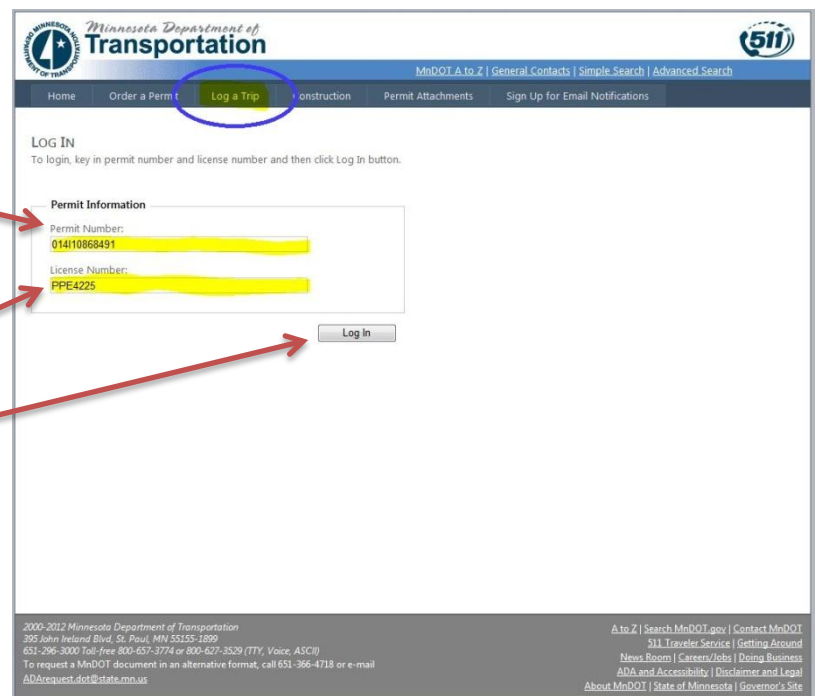 Minnesota Department of
Transportation
MINNESOTA
DEPARTMENT OF TRANSPORTATION
511
MnDOT A to Z | General Contacts | Simple Search | Advanced Search
Home Order a Permit Log a Trip Construction Permit Attachments Sign Up for Email Notifications
LOG IN
To login, key in permit number and license number and then click Log In button.
Permit Information
Permit Number:
014I10868491
License Number:
PPE4225
Log In
2000-2012 Minnesota Department of Transportation
395 John Ireland Blvd, St. Paul, MN 55155-1899
651-296-3000 Toll-free 800-657-3774 or 800-627-3529 (TTY, Voice, ASCII)
To request a MnDOT document in an alternative format, call 651-366-4718 or e-mail
ADArequest.dot@state.mn.us
A to Z | Search MnDOT.gov | Contact MnDOT
511 Traveler Service | Getting Around
News Room | Careers/Jobs | Doing Business
ADA and Accessibility | Disclaimer and Legal
About MnDOT | State of Minnesota | Governor's Site